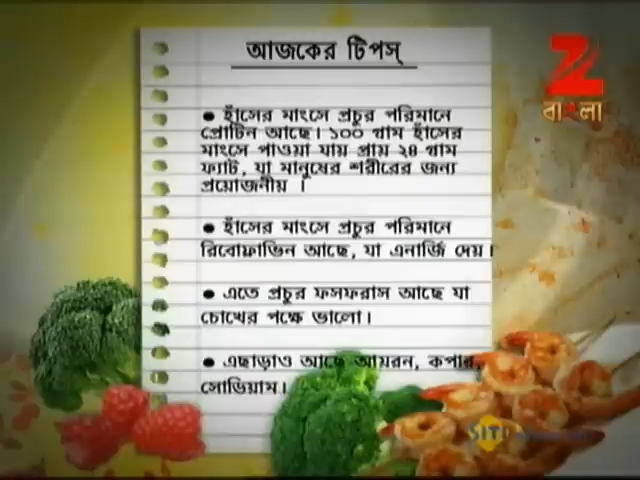 আজকের টিপস্
Z
বাংলা
● হাঁসের মাংসে প্রচুর পরিমানে
প্রোটিন আছে। ১০০ গ্রাম হাঁসের
মাংসে পাওয়া যায় প্রায় ২৪ গ্রাম
ফ্যাট, যা মানুষের শরীরের জন্য
প্রয়োজনীয় ।
● হাঁসের মাংসে প্রচুর পরিমানে
রিবোফ্লাভিন আছে, যা এনার্জি দেয়।
● এতে প্রচুর ফসফরাস আছে যা
চোখের পক্ষে ভালো।
● এছাড়াও আছে আয়রন, কপার,
সোডিয়াম।
SITI